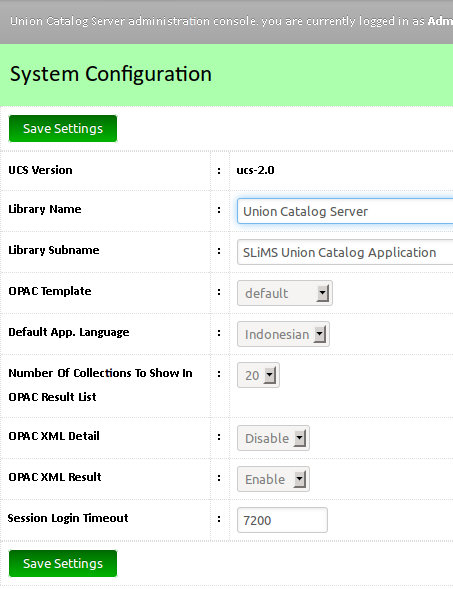 Union Catalog Server administration console. you are currently logged in as Adm
System Configuration
Save Settings
UCS Version : ucs-2.0
Library Name : Union Catalog Server
Library Subname : SLiMS Union Catalog Application
OPAC Template : default
Default App. Language : Indonesian
Number Of Collections To Show In : 20
OPAC Result List
OPAC XML Detail : Disable
OPAC XML Result : Enable
Session Login Timeout : 7200
Save Settings